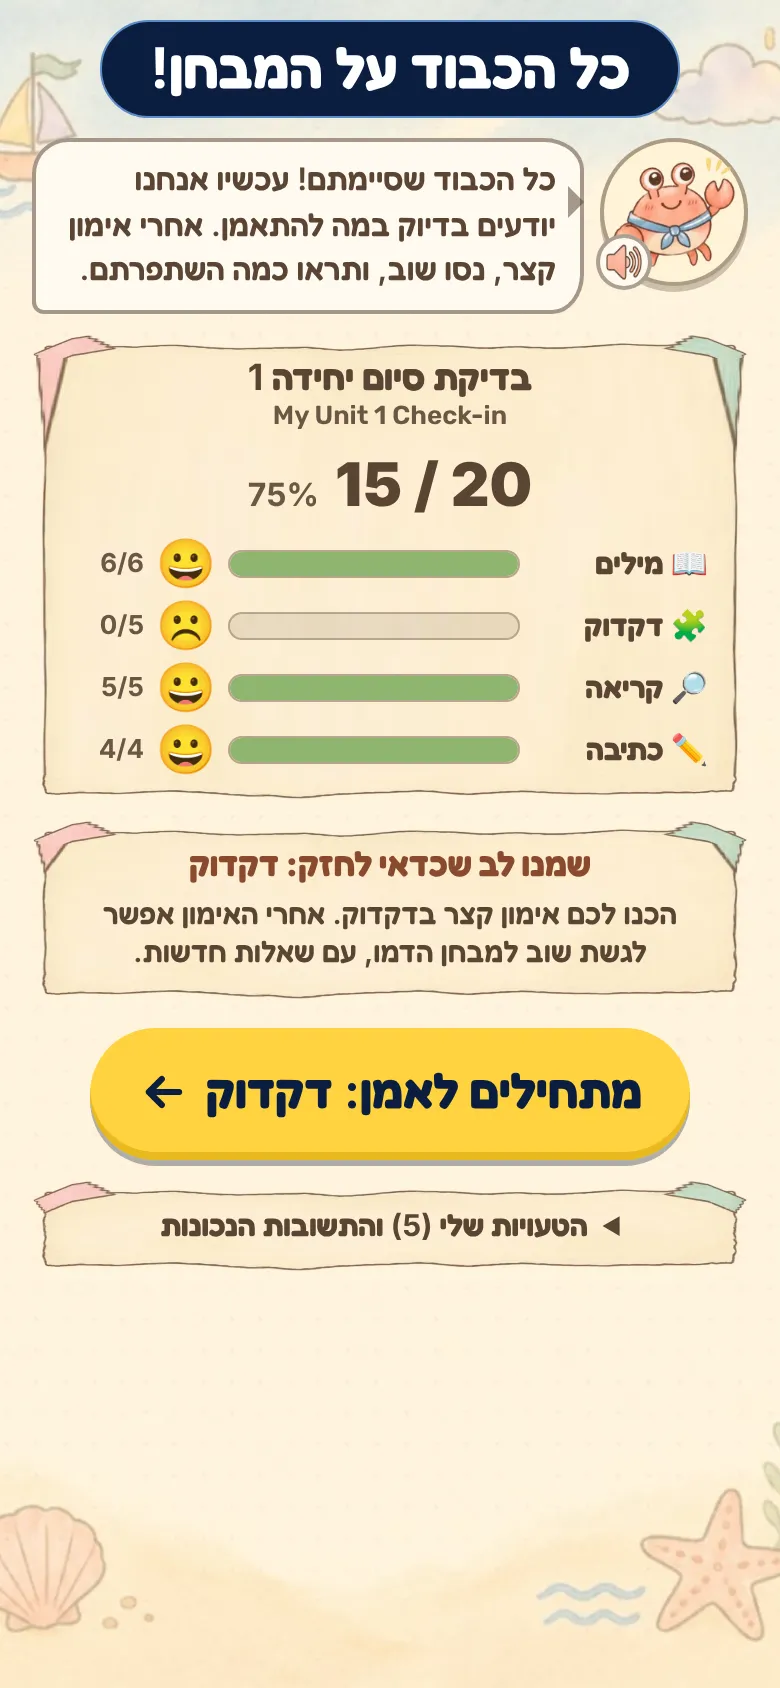 כל הכבוד על המבחן!
כל הכבוד שסיימתם! עכשיו אנחנו
יודעים בדיוק במה להתאמן. אחרי אימון
קצר, נסו שוב, ותראו כמה השתפרתם.
בדיקת סיום יחידה 1
My Unit 1 Check-in
15 / 20 75%
מילים 6/6
דקדוק 0/5
קריאה 5/5
כתיבה 4/4
שמנו לב שכדאי לחזק: דקדוק
הכנו לכם אימון קצר בדקדוק. אחרי האימון אפשר
לגשת שוב למבחן הדמו, עם שאלות חדשות.
מתחילים לאמן: דקדוק ←
◀ הטעויות שלי (5) והתשובות הנכונות